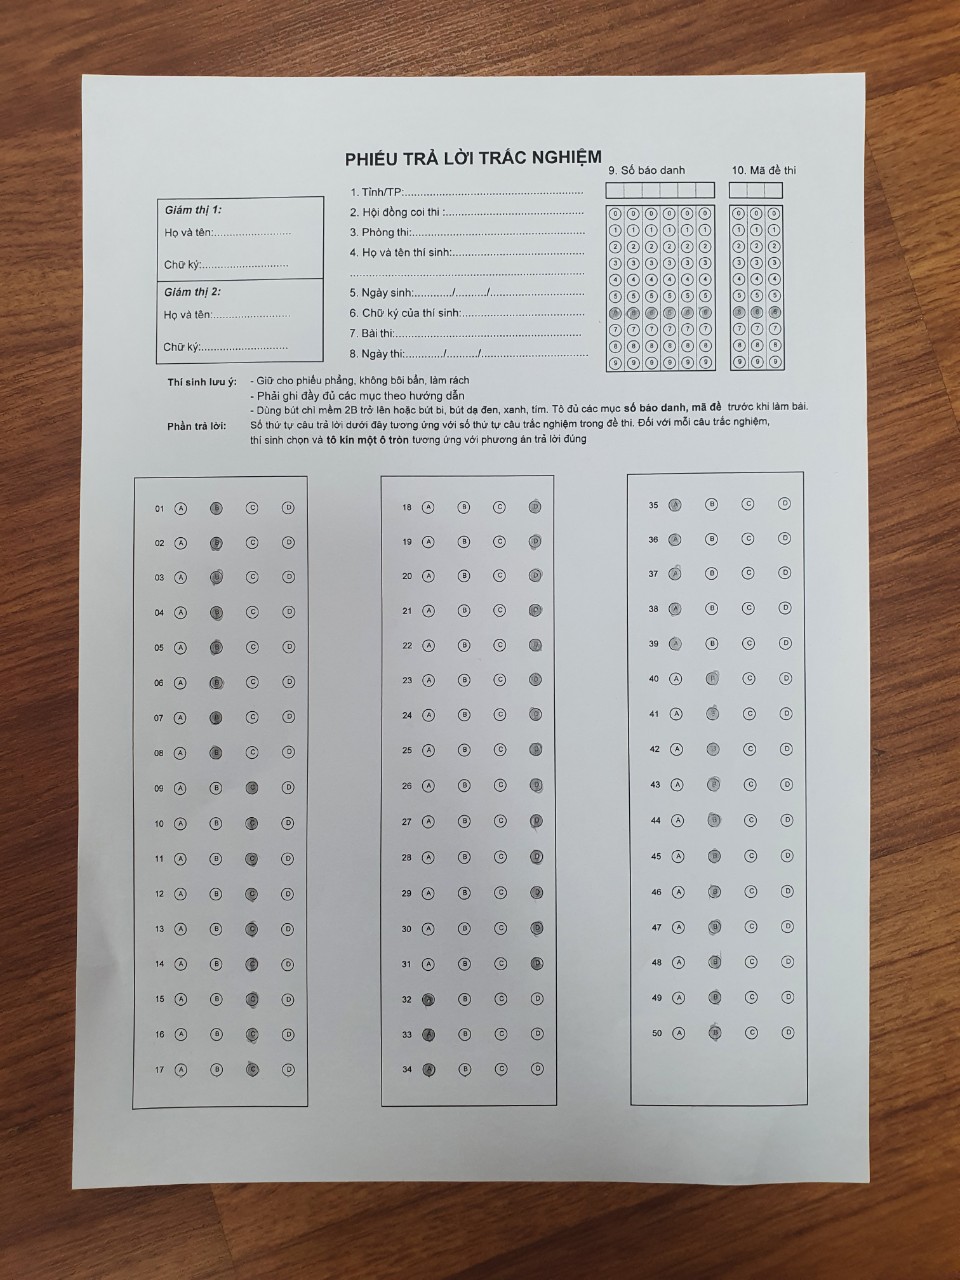 PHIẾU TRẢ LỜI TRẮC NGHIỆM
Giám thị 1:
Họ và tên:..........................
Chữ ký:..............................
Giám thị 2:
Họ và tên:..........................
Chữ ký:..............................
1. Tỉnh/TP:............................................................
2. Hội đồng coi thi :..............................................
3. Phòng thi:..........................................................
4. Họ và tên thí sinh:............................................
..............................................................................
5. Ngày sinh:............./.........../................................
6. Chữ ký của thí sinh:.........................................
7. Bài thi:..............................................................
8. Ngày thi:............./.........../...................................
9. Số báo danh
0 0 0 0 0 0
1 1 1 1 1 1
2 2 2 2 2 2
3 3 3 3 3 3
4 4 4 4 4 4
5 5 5 5 5 5
6 6 6 6 6 6
7 7 7 7 7 7
8 8 8 8 8 8
9 9 9 9 9 9
10. Mã đề thi
0 0 0
1 1 1
2 2 2
3 3 3
4 4 4
5 5 5
6 6 6
7 7 7
8 8 8
9 9 9
Thí sinh lưu ý: - Giữ cho phiếu phẳng, không bôi bẩn, làm rách
- Phải ghi đầy đủ các mục theo hướng dẫn
- Dùng bút chì mềm 2B trở lên hoặc bút bi, bút dạ đen, xanh, tím. Tô đủ các mục số báo danh, mã đề trước khi làm bài.
Phần trả lời: Số thứ tự câu trả lời dưới đây tương ứng với số thứ tự câu trắc nghiệm trong đề thi. Đối với mỗi câu trắc nghiệm,
thí sinh chọn và tô kín một ô tròn tương ứng với phương án trả lời đúng
01 A B C D
02 A B C D
03 A B C D
04 A B C D
05 A B C D
06 A B C D
07 A B C D
08 A B C D
09 A B C D
10 A B C D
11 A B C D
12 A B C D
13 A B C D
14 A B C D
15 A B C D
16 A B C D
17 A B C D
18 A B C D
19 A B C D
20 A B C D
21 A B C D
22 A B C D
23 A B C D
24 A B C D
25 A B C D
26 A B C D
27 A B C D
28 A B C D
29 A B C D
30 A B C D
31 A B C D
32 A B C D
33 A B C D
34 A B C D
35 A B C D
36 A B C D
37 A B C D
38 A B C D
39 A B C D
40 A B C D
41 A B C D
42 A B C D
43 A B C D
44 A B C D
45 A B C D
46 A B C D
47 A B C D
48 A B C D
49 A B C D
50 A B C D